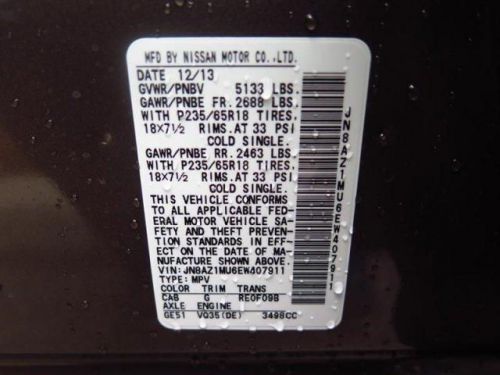 MFD BY NISSAN MOTOR CO., LTD.
DATE 12/13
GVWR/PNBV 5133 LBS.
GAWR/PNBE FR. 2688 LBS.
WITH P235/65R18 TIRES.
18X7½ RIMS. AT 33 PSI
COLD SINGLE.
GAWR/PNBE RR. 2463 LBS.
WITH P235/65R18 TIRES.
18X7½ RIMS. AT 33 PSI
COLD SINGLE.
THIS VEHICLE CONFORMS
TO ALL APPLICABLE FED-
ERAL MOTOR VEHICLE SA-
FETY AND THEFT PREVEN-
TION STANDARDS IN EFF-
ECT ON THE DATE OF MA-
NUFACTURE SHOWN ABOVE.
VIN: JN8AZ1MU6EW407911
TYPE: MPV
COLOR TRIM TRANS
CAB G RE0F09B
AXLE ENGINE
GE51 VQ35(DE) 3498CC
JN8AZ1MU6EW407911